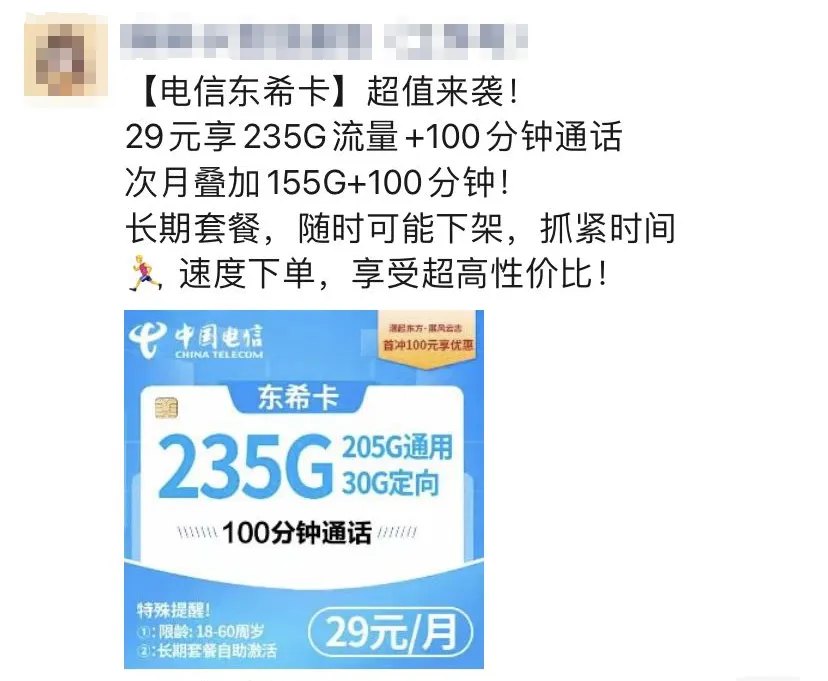 【电信东希卡】超值来袭！
29元享235G流量+100分钟通话
次月叠加155G+100分钟！
长期套餐，随时可能下架，抓紧时间
速度下单，享受超高性价比！
中国电信
CHINA TELECOM
潮起东方·展风云志
首冲100元享优惠
东希卡
235G
205G通用
30G定向
100分钟通话
特殊提醒！
①:限龄:18-60周岁
②:长期套餐自助激活
29元/月